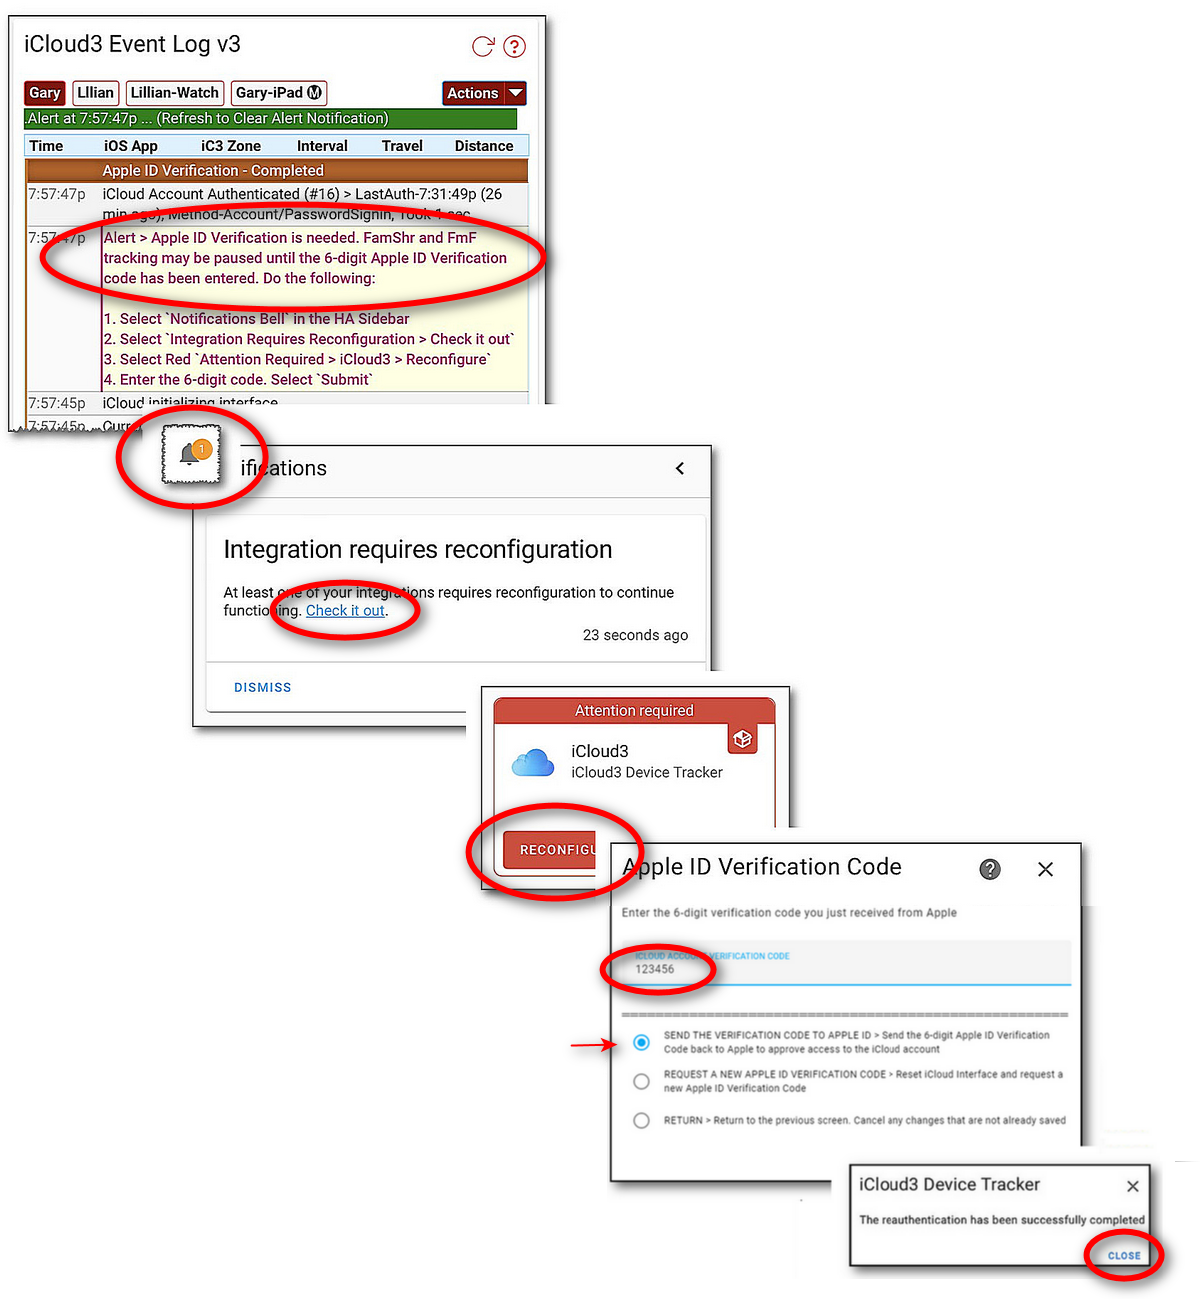 iCloud3 Event Log v3
Gary Lllian Lillian-Watch Gary-iPad M Actions
.Alert at 7:57:47p ... (Refresh to Clear Alert Notification)
Time iOS App iC3 Zone Interval Travel Distance
Apple ID Verification - Completed
7:57:47p iCloud Account Authenticated (#16) > LastAuth-7:31:49p (26
min ago), Method-Account/PasswordSignin, Took 1 sec
7:57:47p Alert > Apple ID Verification is needed. FamShr and FmF
tracking may be paused until the 6-digit Apple ID Verification
code has been entered. Do the following:
1. Select `Notifications Bell` in the HA Sidebar
2. Select `Integration Requires Reconfiguration > Check it out`
3. Select Red `Attention Required > iCloud3 > Reconfigure`
4. Enter the 6-digit code. Select `Submit`
7:57:45p iCloud initializing interface
7:57:45p Curr
1
ifications
Integration requires reconfiguration
At least one of your integrations requires reconfiguration to continue
functioning. Check it out.
23 seconds ago
DISMISS
Attention required
iCloud3
iCloud3 Device Tracker
RECONFIGU
Apple ID Verification Code
Enter the 6-digit verification code you just received from Apple
ICLOUD ACCOUNT VERIFICATION CODE
123456
SEND THE VERIFICATION CODE TO APPLE ID > Send the 6-digit Apple ID Verification
Code back to Apple to approve access to the iCloud account
REQUEST A NEW APPLE ID VERIFICATION CODE > Reset iCloud Interface and request a
new Apple ID Verification Code
RETURN > Return to the previous screen. Cancel any changes that are not already saved
iCloud3 Device Tracker
The reauthentication has been successfully completed
CLOSE